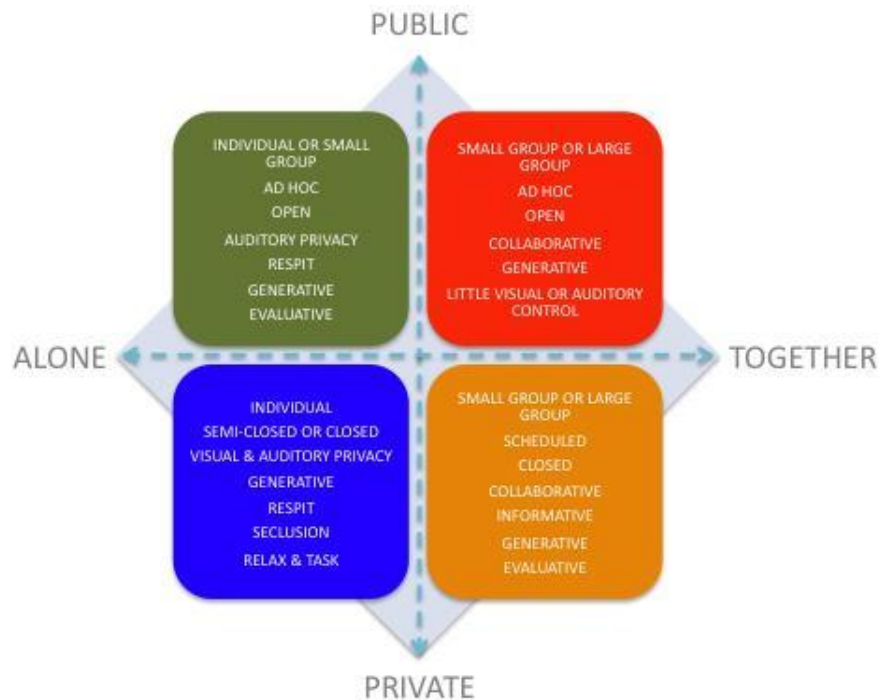 PUBLIC
INDIVIDUAL OR SMALL
GROUP
AD HOC
OPEN
AUDITORY PRIVACY
RESPIT
GENERATIVE
EVALUATIVE
SMALL GROUP OR LARGE
GROUP
AD HOC
OPEN
COLLABORATIVE
GENERATIVE
LITTLE VISUAL OR AUDITORY
CONTROL
ALONE
TOGETHER
INDIVIDUAL
SEMI-CLOSED OR CLOSED
VISUAL & AUDITORY PRIVACY
GENERATIVE
RESPIT
SECLUSION
RELAX & TASK
SMALL GROUP OR LARGE
GROUP
SCHEDULED
CLOSED
COLLABORATIVE
INFORMATIVE
GENERATIVE
EVALUATIVE
PRIVATE